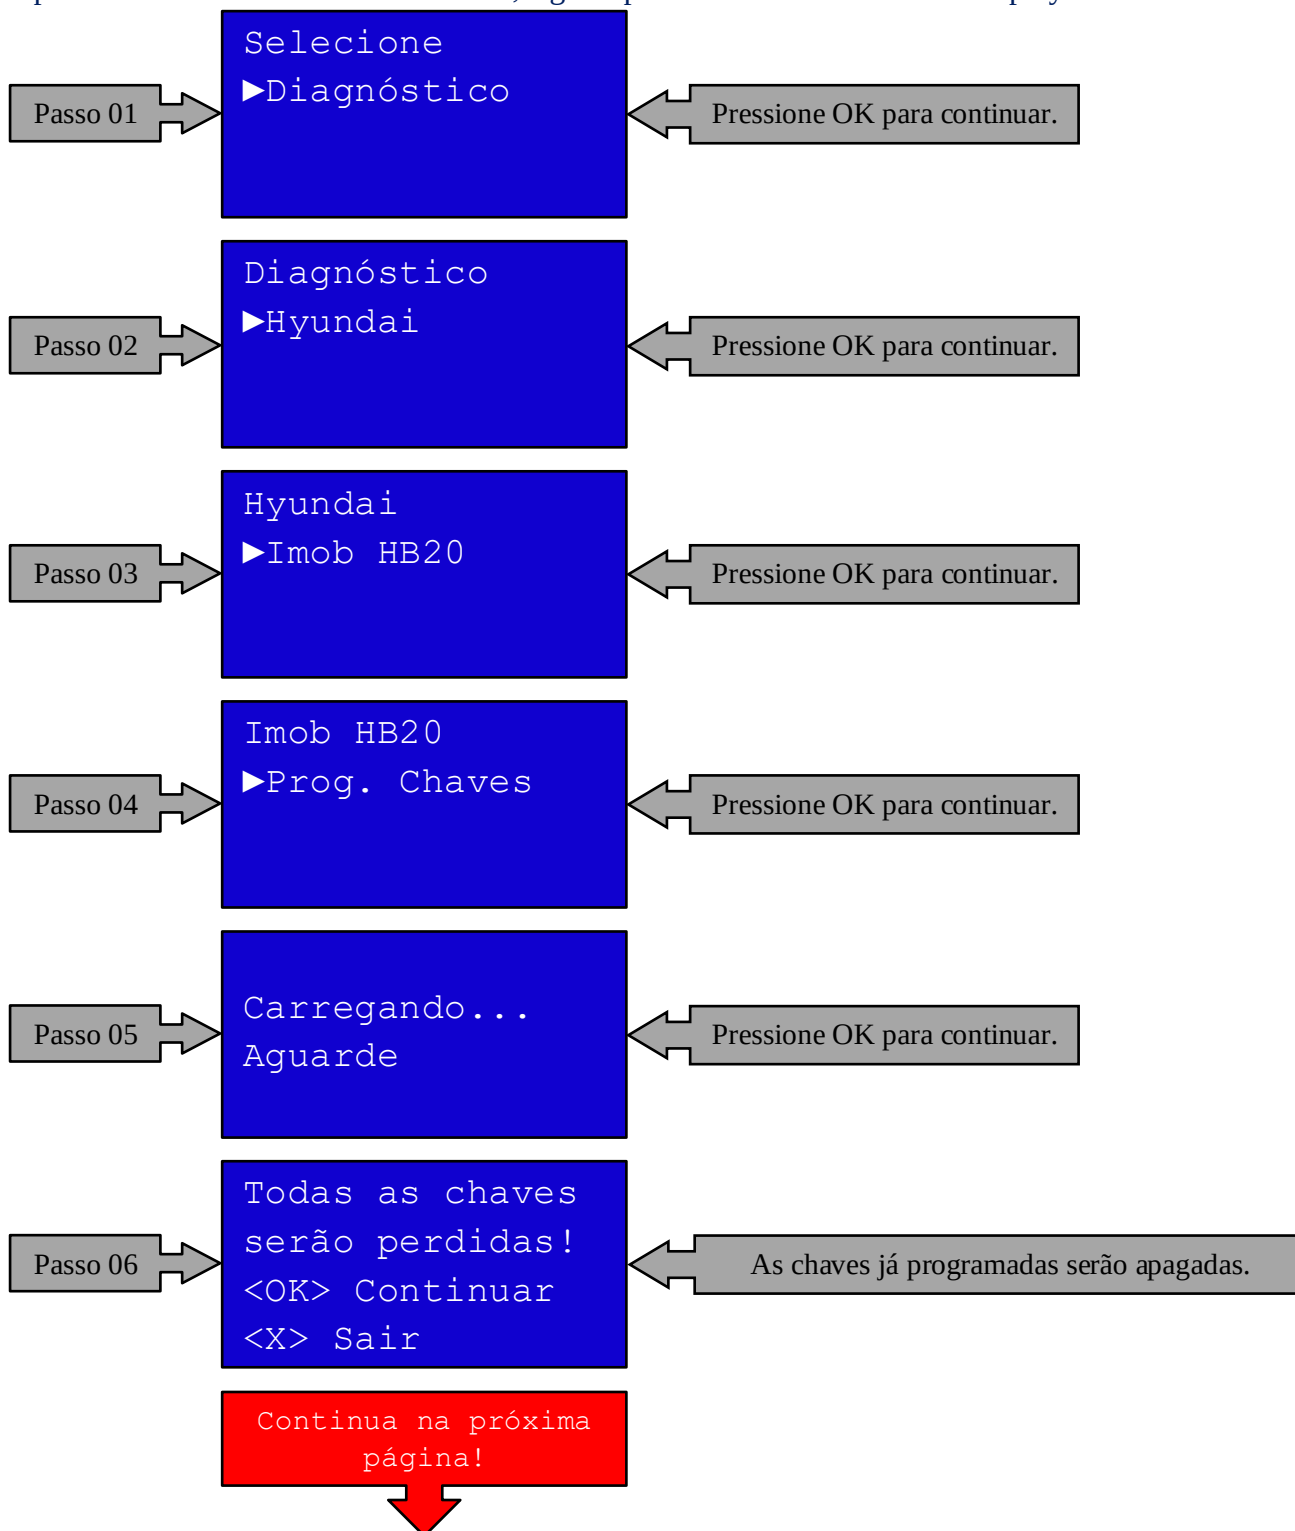 Selecione
►Diagnóstico
Passo 01
Pressione OK para continuar.
Diagnóstico
►Hyundai
Passo 02
Pressione OK para continuar.
Hyundai
►Imob HB20
Passo 03
Pressione OK para continuar.
Imob HB20
►Prog. Chaves
Passo 04
Pressione OK para continuar.
Carregando...
Aguarde
Passo 05
Pressione OK para continuar.
Todas as chaves
serão perdidas!
<OK> Continuar
<X> Sair
Passo 06
As chaves já programadas serão apagadas.
Continua na próxima
página!